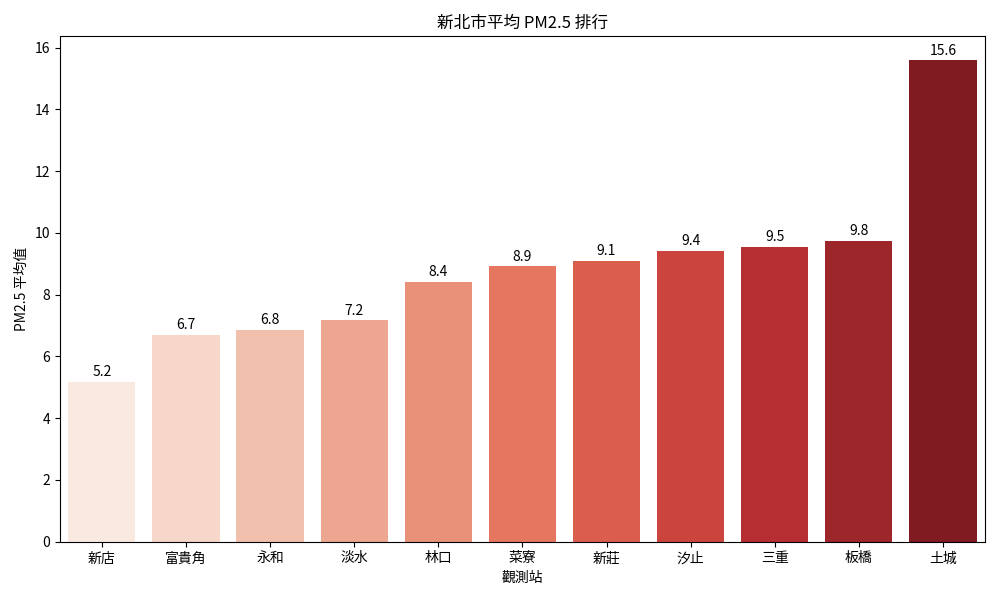 新北市平均 PM2.5 排行
PM2.5 平均值
16
14
12
10
8
6
4
2
0
5.2
6.7
6.8
7.2
8.4
8.9
9.1
9.4
9.5
9.8
15.6
新店
富貴角
永和
淡水
林口
菜寮
新莊
汐止
三重
板橋
土城
觀測站